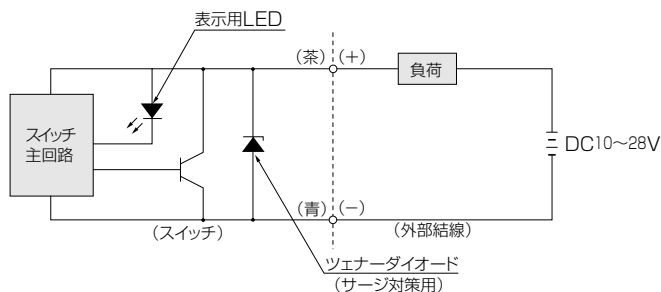 表示用LED
(茶) (+)
負荷
スイッチ
主回路
DC10～28V
(青) (−)
(スイッチ)
(外部結線)
ツェナーダイオード
(サージ対策用)